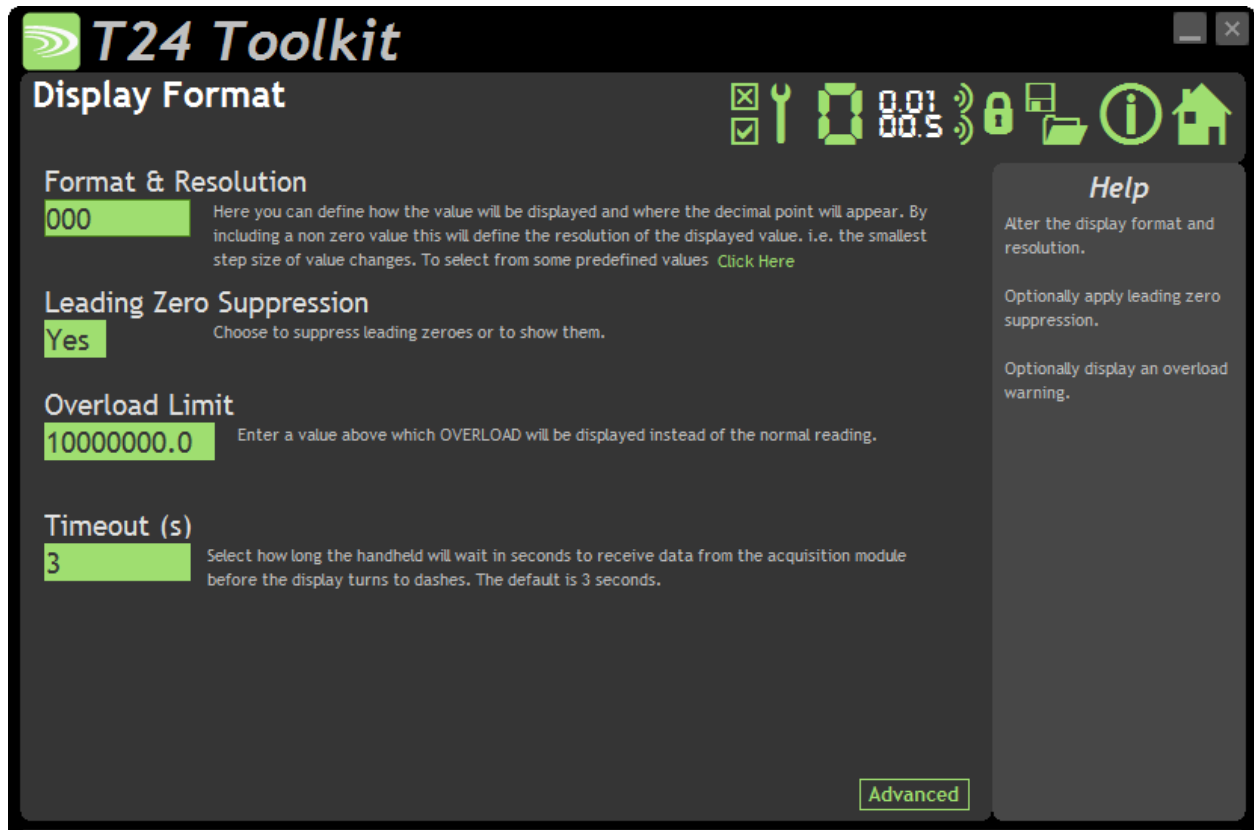 T24 Toolkit
Display Format
0
0.01
00.5
Format & Resolution
000
Here you can define how the value will be displayed and where the decimal point will appear. By
including a non zero value this will define the resolution of the displayed value. i.e. the smallest
step size of value changes. To select from some predefined values Click Here
Leading Zero Suppression
Yes
Choose to suppress leading zeroes or to show them.
Overload Limit
10000000.0
Enter a value above which OVERLOAD will be displayed instead of the normal reading.
Timeout (s)
3
Select how long the handheld will wait in seconds to receive data from the acquisition module
before the display turns to dashes. The default is 3 seconds.
Advanced
Help
Alter the display format and
resolution.
Optionally apply leading zero
suppression.
Optionally display an overload
warning.